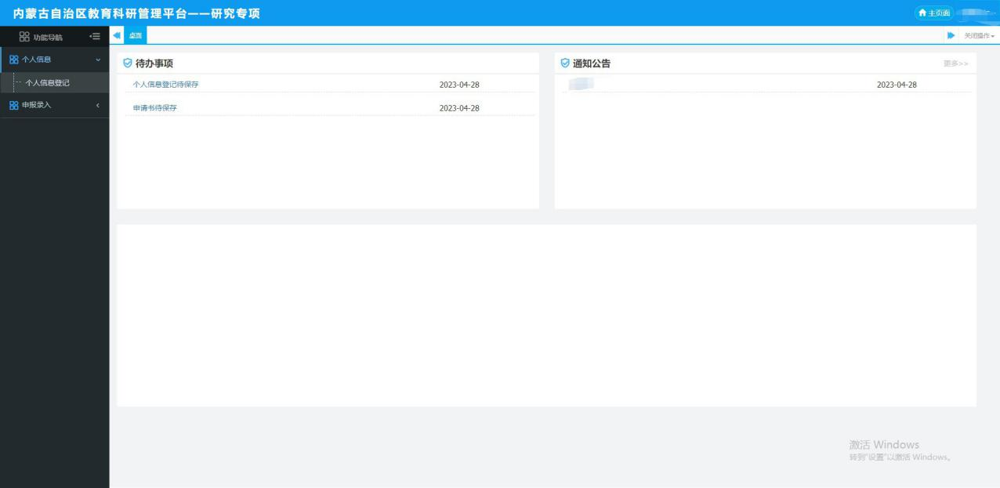 内蒙古自治区教育科研管理平台——研究专项
主页面
功能导航
桌面
关闭操作
个人信息
个人信息登记
申报录入
待办事项
个人信息登记待保存 2023-04-28
申请书待保存 2023-04-28
通知公告
更多>>
2023-04-28
激活 Windows
转到"设置"以激活 Windows。